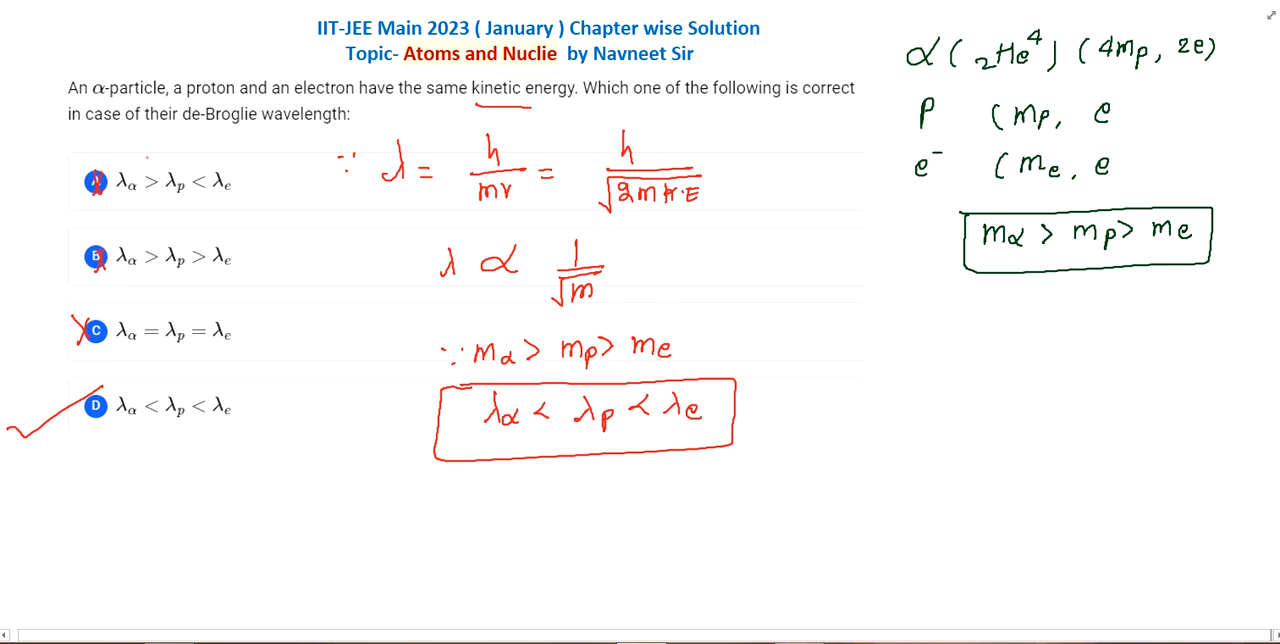 IIT-JEE Main 2023 ( January ) Chapter wise Solution
Topic- Atoms and Nuclie by Navneet Sir
An α-particle, a proton and an electron have the same kinetic energy. Which one of the following is correct
in case of their de-Broglie wavelength:
A λα > λp < λe
B λα > λp > λe
C λα = λp = λe
D λα < λp < λe
∵ λ = h/mv = h/√2mK.E
λ ∝ 1/√m
∵ mα > mp > me
λα < λp < λe
α (₂He⁴) (4mp, 2e)
P (mp, e
e⁻ (me, e
mα > mp > me